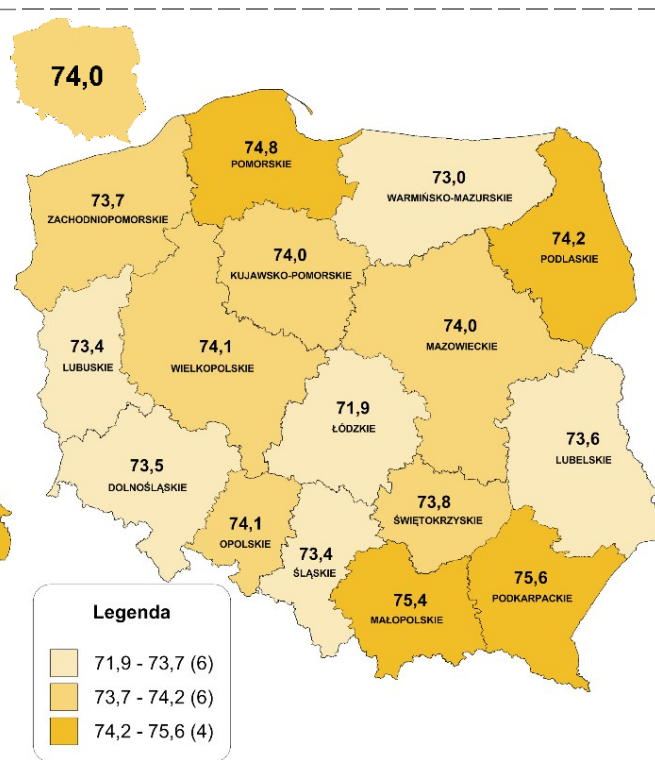 74,0
74,8
POMORSKIE
73,0
WARMIŃSKO-MAZURSKIE
73,7
ZACHODNIOPOMORSKIE
74,2
PODLASKIE
74,0
KUJAWSKO-POMORSKIE
74,0
MAZOWIECKIE
73,4
LUBUSKIE
74,1
WIELKOPOLSKIE
71,9
ŁÓDZKIE
73,6
LUBELSKIE
73,5
DOLNOŚLĄSKIE
73,8
ŚWIĘTOKRZYSKIE
74,1
OPOLSKIE
73,4
ŚLĄSKIE
75,4
MAŁOPOLSKIE
75,6
PODKARPACKIE
Legenda
71,9 - 73,7 (6)
73,7 - 74,2 (6)
74,2 - 75,6 (4)